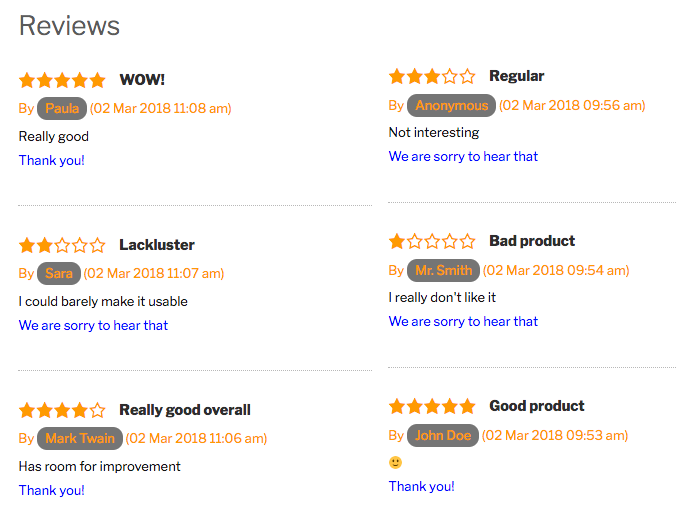 Reviews
WOW!
By Paula (02 Mar 2018 11:08 am)
Really good
Thank you!
Lackluster
By Sara (02 Mar 2018 11:07 am)
I could barely make it usable
We are sorry to hear that
Really good overall
By Mark Twain (02 Mar 2018 11:06 am)
Has room for improvement
Thank you!
Regular
By Anonymous (02 Mar 2018 09:56 am)
Not interesting
We are sorry to hear that
Bad product
By Mr. Smith (02 Mar 2018 09:54 am)
I really don't like it
We are sorry to hear that
Good product
By John Doe (02 Mar 2018 09:53 am)
🙂
Thank you!